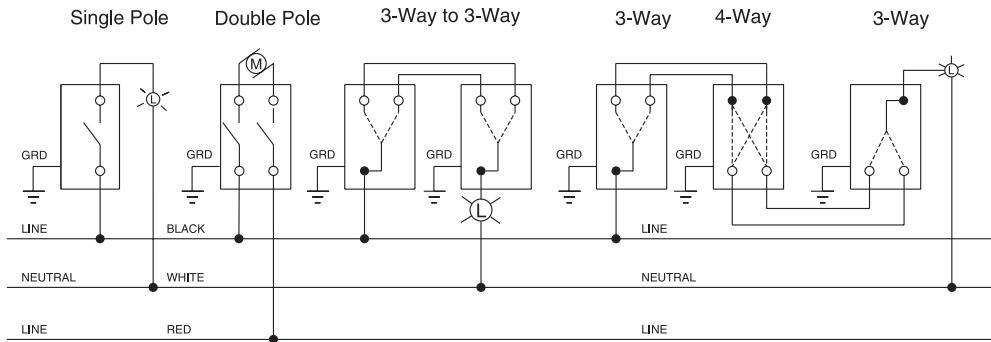 Single Pole
Double Pole
3-Way to 3-Way
3-Way
4-Way
3-Way
L
M
L
GRD
GRD
GRD
GRD
GRD
GRD
GRD
L
LINE
BLACK
LINE
NEUTRAL
WHITE
NEUTRAL
LINE
RED
LINE